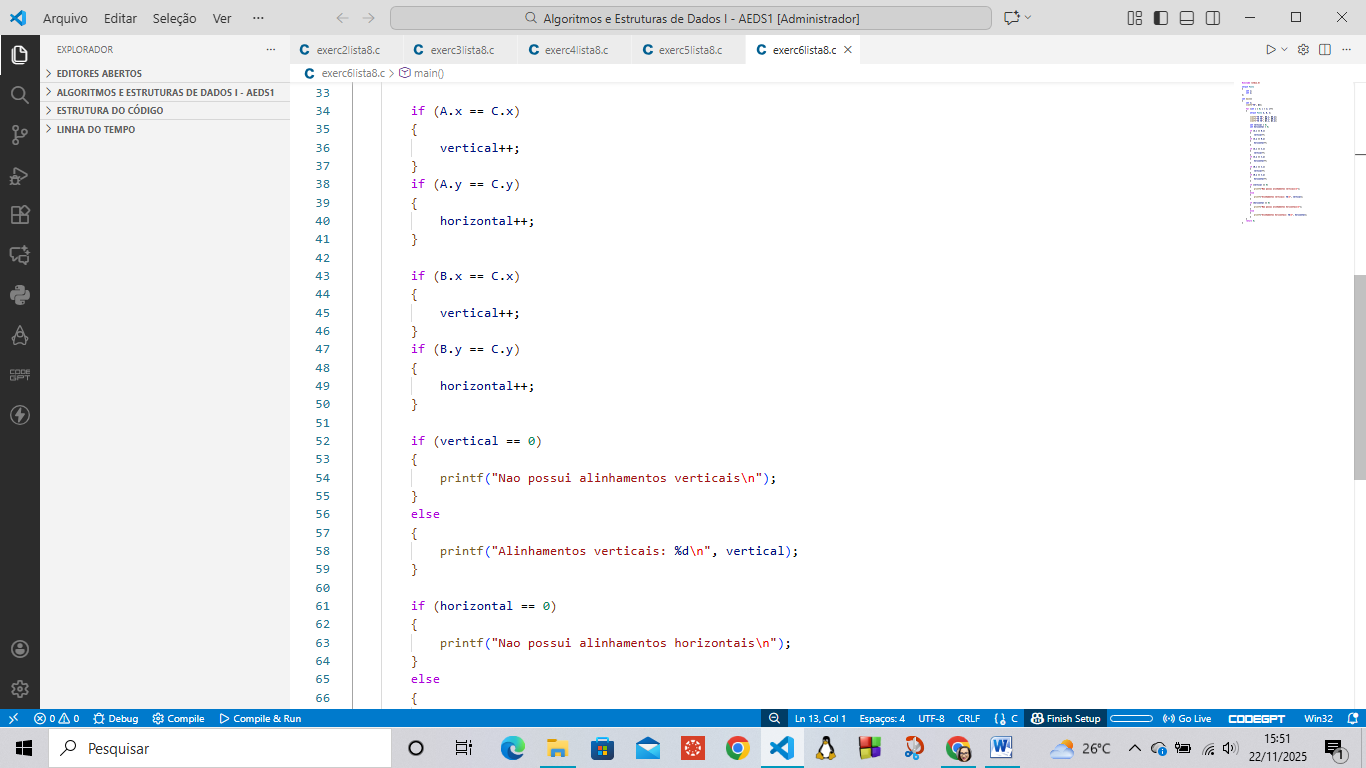 Arquivo Editar Seleção Ver ···
Algoritmos e Estruturas de Dados I - AEDS1 [Administrador]
EXPLORADOR
EDITORES ABERTOS
ALGORITMOS E ESTRUTURAS DE DADOS I - AEDS1
ESTRUTURA DO CÓDIGO
LINHA DO TEMPO
C exerc2lista8.c C exerc3lista8.c C exerc4lista8.c C exerc5lista8.c C exerc6lista8.c
C exerc6lista8.c > main()
33
34 if (A.x == C.x)
35 {
36 vertical++;
37 }
38 if (A.y == C.y)
39 {
40 horizontal++;
41 }
42
43 if (B.x == C.x)
44 {
45 vertical++;
46 }
47 if (B.y == C.y)
48 {
49 horizontal++;
50 }
51
52 if (vertical == 0)
53 {
54 printf("Nao possui alinhamentos verticais\n");
55 }
56 else
57 {
58 printf("Alinhamentos verticais: %d\n", vertical);
59 }
60
61 if (horizontal == 0)
62 {
63 printf("Nao possui alinhamentos horizontais\n");
64 }
65 else
66 {
CODE GPT
0 0 Debug Compile Compile & Run Ln 13, Col 1 Espaços: 4 UTF-8 CRLF C Finish Setup Go Live CODEGPT Win32
Pesquisar
26°C
15:51
22/11/2025
1